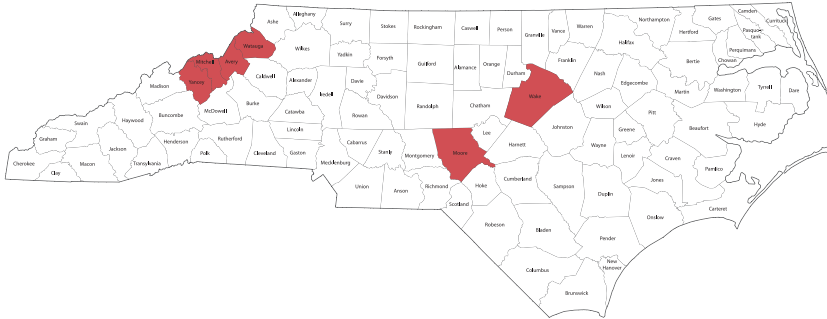 Ashe
Alleghany
Surry
Stokes
Rockingham
Caswell
Person
Granville
Vance
Warren
Northampton
Gates
Camden
Currituck
Hertford
Pasquo-
tank
Perquimans
Chowan
Halifax
Bertie
Watauga
Wilkes
Yadkin
Forsyth
Guilford
Alamance
Orange
Durham
Franklin
Nash
Edgecombe
Martin
Washington
Tyrrell
Dare
Mitchell
Avery
Yancey
Caldwell
Alexander
Iredell
Davie
Davidson
Randolph
Chatham
Wake
Wilson
Pitt
Beaufort
Hyde
Madison
Buncombe
McDowell
Burke
Catawba
Rowan
Lee
Johnston
Greene
Wayne
Lenoir
Craven
Pamlico
Swain
Haywood
Graham
Jackson
Henderson
Rutherford
Lincoln
Cabarrus
Stanly
Montgomery
Moore
Harnett
Cherokee
Clay
Macon
Transylvania
Polk
Cleveland
Gaston
Mecklenburg
Union
Anson
Richmond
Hoke
Scotland
Cumberland
Sampson
Duplin
Jones
Onslow
Carteret
Robeson
Bladen
Pender
Columbus
New
Hanover
Brunswick